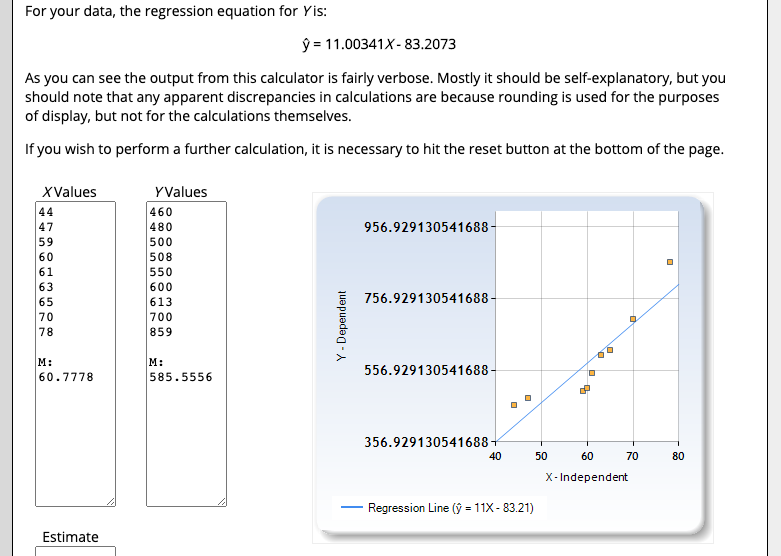 For your data, the regression equation for Y is:
ŷ = 11.00341X - 83.2073
As you can see the output from this calculator is fairly verbose. Mostly it should be self-explanatory, but you
should note that any apparent discrepancies in calculations are because rounding is used for the purposes
of display, but not for the calculations themselves.
If you wish to perform a further calculation, it is necessary to hit the reset button at the bottom of the page.
X Values
44
47
59
60
61
63
65
70
78
M:
60.7778
Y Values
460
480
500
508
550
600
613
700
859
M:
585.5556
Y - Dependent
956.929130541688
756.929130541688
556.929130541688
356.929130541688
40 50 60 70 80
X - Independent
Regression Line (ŷ = 11X - 83.21)
Estimate